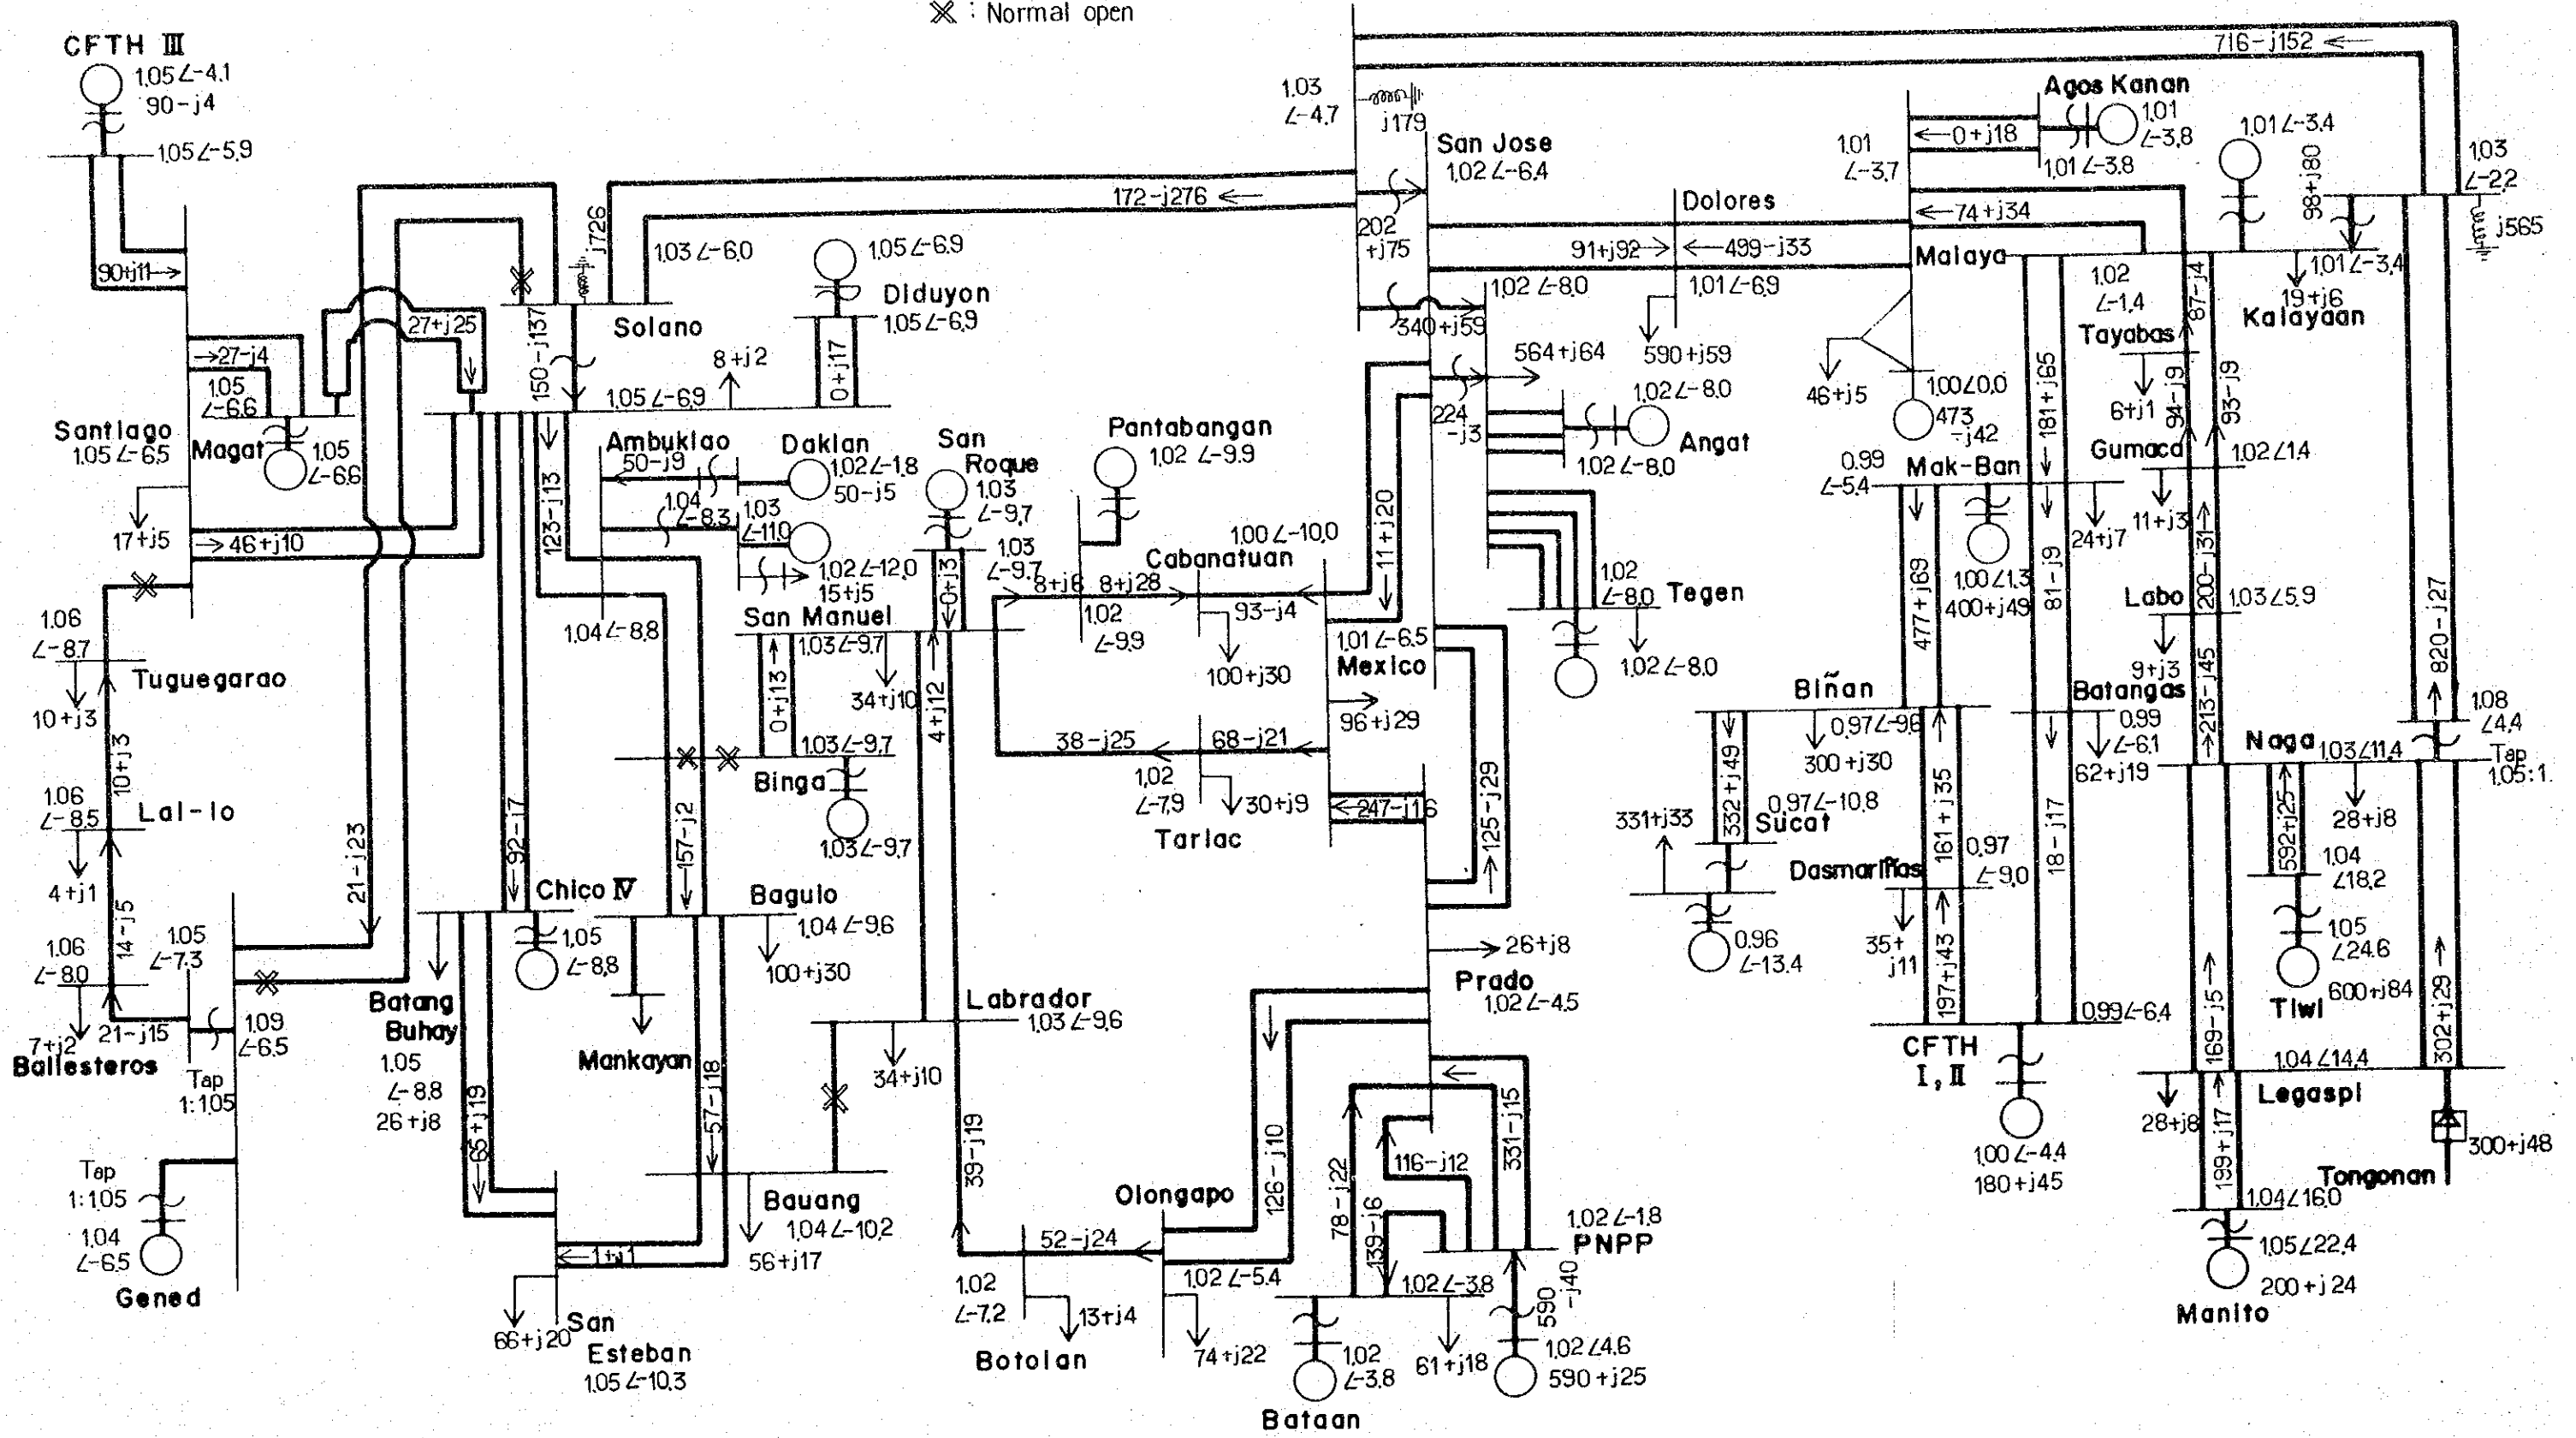 ※ : Normal open
CFTH III
1.05∠-4.1
90-j4
1.05∠-5.9
90+j11→
→27-j4
1.05
∠-6.6
Santiago
1.05∠-6.5
Magat
1.05
∠-6.6
17+j5
→46+j10
27+j25
1.06
∠-8.7
Tuguegarao
10+j3
10+j3
1.06
∠-8.5
Lal-lo
4+j1
14-j5
1.06
∠-8.0
7+j2
Ballesteros
21-j15
1.05
∠-7.3
1.09
∠-6.5
Tap
1:1.05
Tap
1:1.05
1.04
∠-6.5
Gened
21-j23
j726
172-j276 ←
1.03∠-6.0
Solano
150-j137
1.05∠-6.9
8+j2
1.05∠-6.9
Diduyon
1.05∠-6.9
0+j17
123-j13
Ambuklao
50-j9
Daklan
1.02∠-1.8
50-j5
1.04
∠-8.3
1.03
∠-11.0
1.02∠-12.0
15+j5
1.04∠-8.8
San
Roque
1.03
∠-9.7
1.03
∠-9.7
0+j3
San Manuel
1.03∠-9.7
34+j10
0+j13
1.03∠-9.7
Binga
1.03∠-9.7
4+j12
92-j7
157-j2
Chico IV
1.05
∠-8.8
Batang
Buhay
1.05
∠-8.8
26+j8
65+j19
Baguio
1.04∠-9.6
100+j30
Mankayan
57-j18
Bauang
1.04∠-10.2
56+j17
1+j1
66+j20
San
Esteban
1.05∠-10.3
Labrador
1.03∠-9.6
34+j10
39-j19
Pantabangan
1.02∠-9.9
8+j6
8+j28
1.02
∠-9.9
Cabanatuan
1.00∠-10.0
93-j4
100+j30
11+j20
1.01∠-6.5
Mexico
96+j29
38-j25
68-j21
1.02
∠-7.9
30+j9
Tarlac
←247-j16
125-j29
26+j8
Prado
1.02∠-4.5
126-j10
Olongapo
52-j24
1.02∠-5.4
74+j22
1.02
∠-7.2
13+j4
Botolan
78-j22
116-j12
139-j6
331-j15
1.02∠-1.8
PNPP
1.02∠-3.8
590
-j40
1.02∠4.6
590+j25
61+j18
1.02
∠-3.8
Bataan
1.03
∠-4.7
j179
716-j152 ←
San Jose
1.02∠-6.4
202
+j75
340+j59
1.02∠-8.0
564+j64
224
-j3
Dolores
91+j92→
←499-j33
1.01∠-6.9
590+j59
1.02∠-8.0
Angat
1.02∠-8.0
1.02
∠-8.0
Tegen
1.02∠-8.0
1.01
∠-3.7
Agos Kanan
←0+j18
1.01
∠-3.8
1.01∠-3.8
←74+j34
Malaya
46+j5
1.00∠0.0
473
-j42
1.01∠-3.4
98+j80
1.03
∠-2.2
j565
1.01∠-3.4
19+j6
Kalayaan
1.02
∠-1.4
Tayabas
87-j4
6+j1
94-j9
93-j9
Gumaca
1.02∠1.4
11+j3
181+j65
0.99
∠-5.4
Mak-Ban
24+j7
1.00∠1.3
400+j49
477+j69
81-j9
200-j31
Labo
1.03∠5.9
9+j3
213-j45
820-j27
1.08
∠4.4
Tap
1.05:1.
Biñan
0.97∠-9.6
300+j30
332+j49
0.97∠-10.8
Sucat
331+j33
0.96
∠-13.4
161+j35
Dasmariñas
0.97
∠-9.0
35+
j11
197+j43
Batangas
0.99
∠-6.1
62+j19
18-j17
0.99∠-6.4
CFTH
I, II
1.00∠-4.4
180+j45
Naga
1.03∠11.4
592+j25
28+j8
1.04
∠18.2
1.05
∠24.6
Tiwi
600+j84
169-j5
302+j29
1.04∠14.4
Legaspi
28+j8
199+j17
Tongonan
300+j48
1.04∠16.0
1.05∠22.4
200+j24
Manito